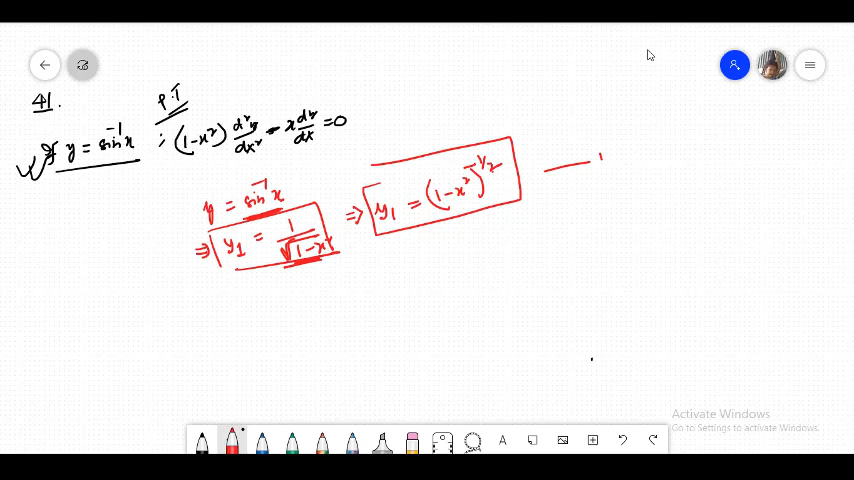 41.
P.T
If y = sin⁻¹x ; (1-x²) d²y/dx² - x dy/dx = 0
y = sin⁻¹x
⇒ y₁ = 1/√(1-x²) ⇒ y₁ = (1-x²)^(-1/2) —— 1
Activate Windows
Go to Settings to activate Windows.
A